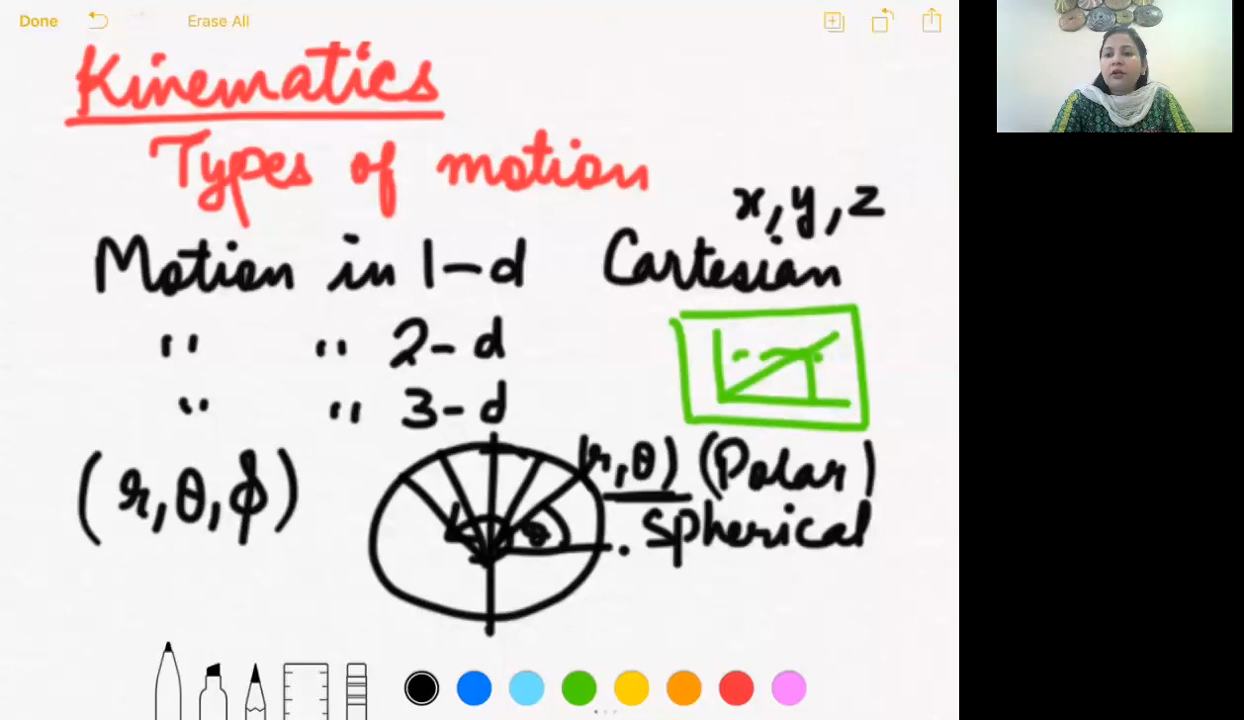 Done
Erase All
Kinematics
Types of motion
x, y, z
Motion in 1-d Cartesian
" " 2-d
" " 3-d
(r, θ, φ)
(r, θ) (Polar)
θ
. Spherical